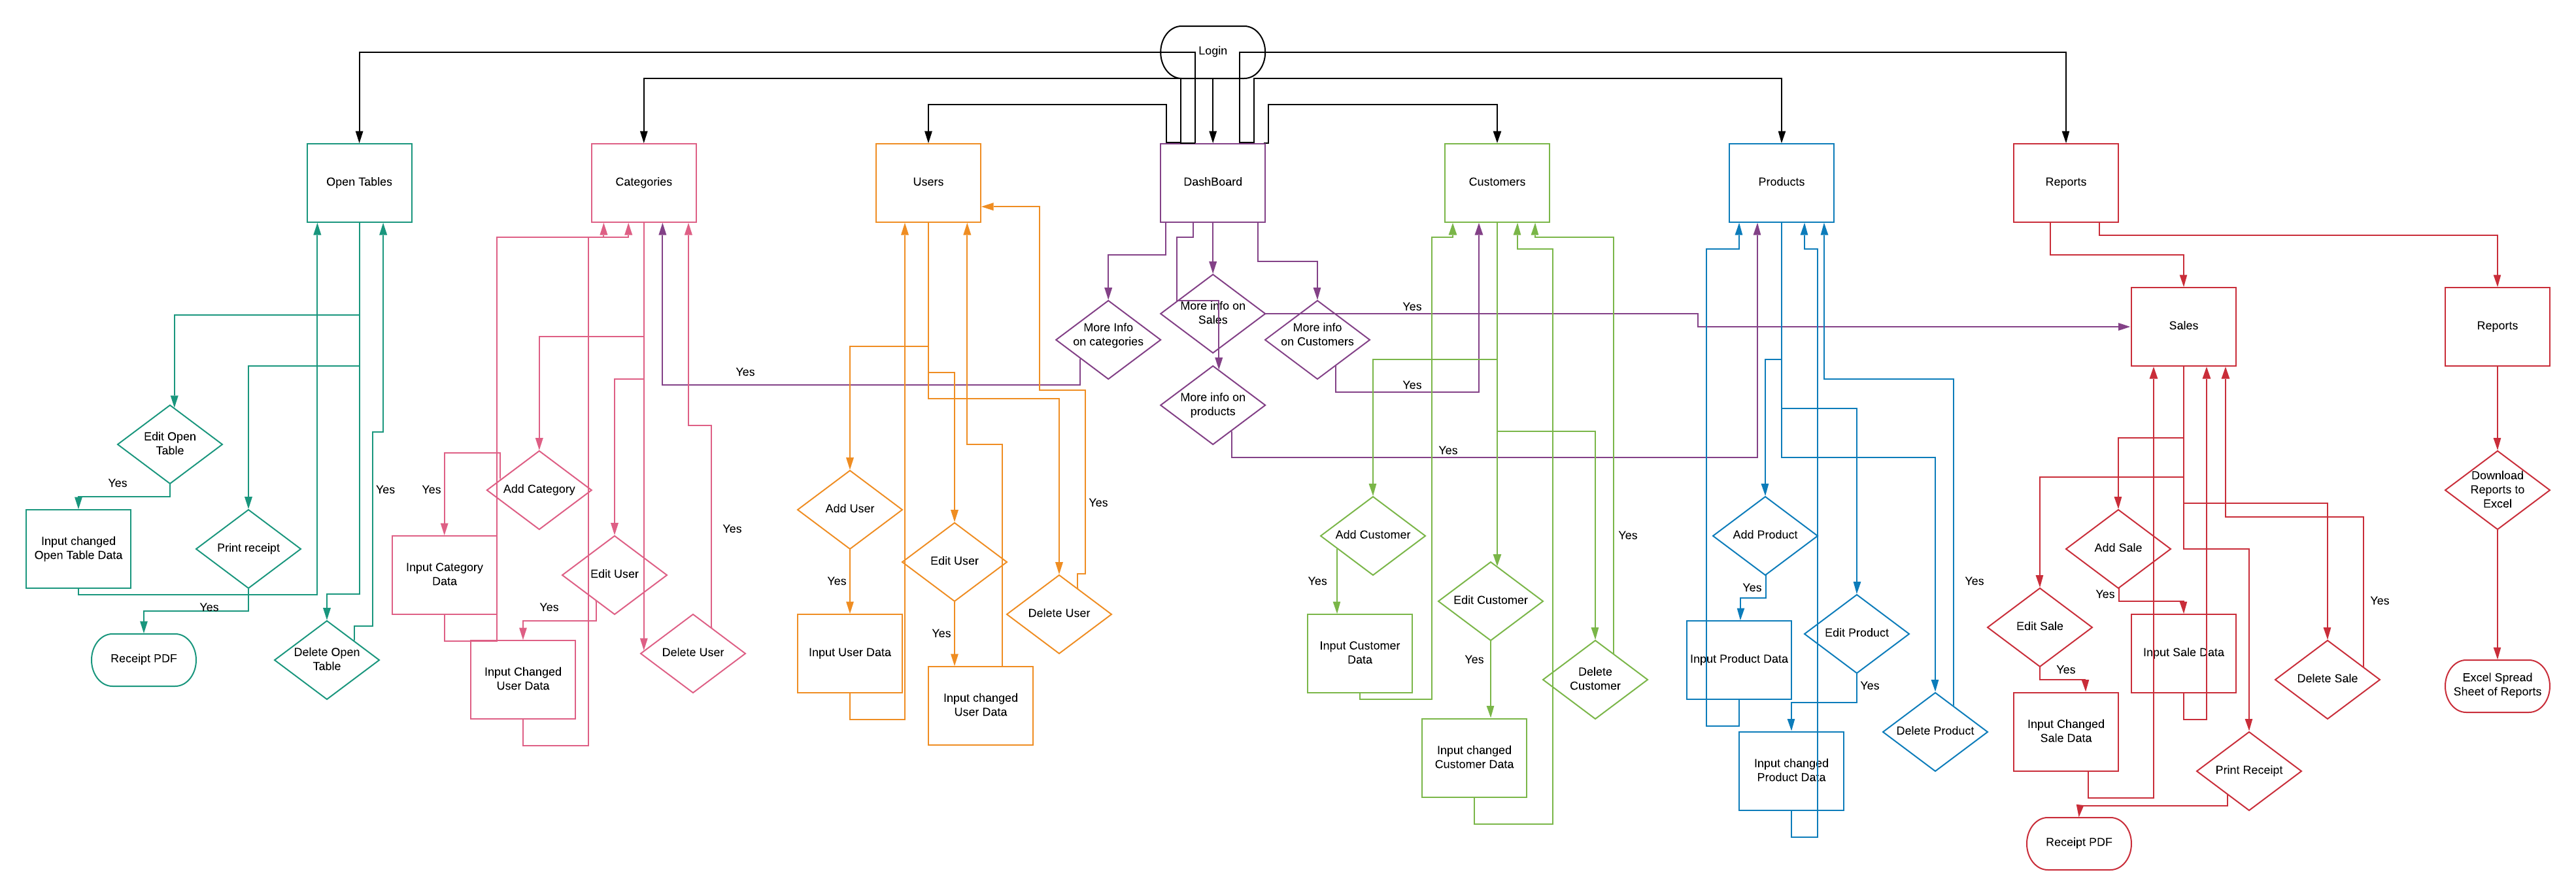 Login
Open Tables
Categories
Users
DashBoard
Customers
Products
Reports
More info on
Sales
More Info
on categories
More info
on Customers
More info on
products
Yes
Yes
Yes
Yes
Sales
Reports
Edit Open
Table
Yes
Input changed
Open Table Data
Print receipt
Yes
Receipt PDF
Delete Open
Table
Yes
Add Category
Yes
Input Category
Data
Edit User
Yes
Input Changed
User Data
Delete User
Yes
Add User
Yes
Input User Data
Edit User
Yes
Input changed
User Data
Delete User
Yes
Add Customer
Yes
Input Customer
Data
Edit Customer
Yes
Input changed
Customer Data
Delete
Customer
Yes
Add Product
Yes
Input Product Data
Edit Product
Yes
Input changed
Product Data
Delete Product
Yes
Add Sale
Yes
Input Sale Data
Edit Sale
Yes
Input Changed
Sale Data
Delete Sale
Yes
Print Receipt
Receipt PDF
Download
Reports to
Excel
Excel Spread
Sheet of Reports